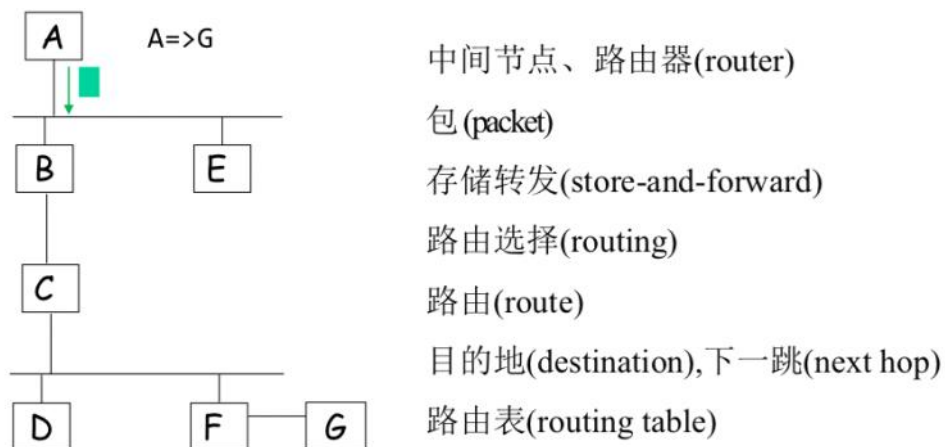 A
A=>G
B
E
C
D
F
G
中间节点、路由器(router)
包(packet)
存储转发(store-and-forward)
路由选择(routing)
路由(route)
目的地(destination),下一跳(next hop)
路由表(routing table)